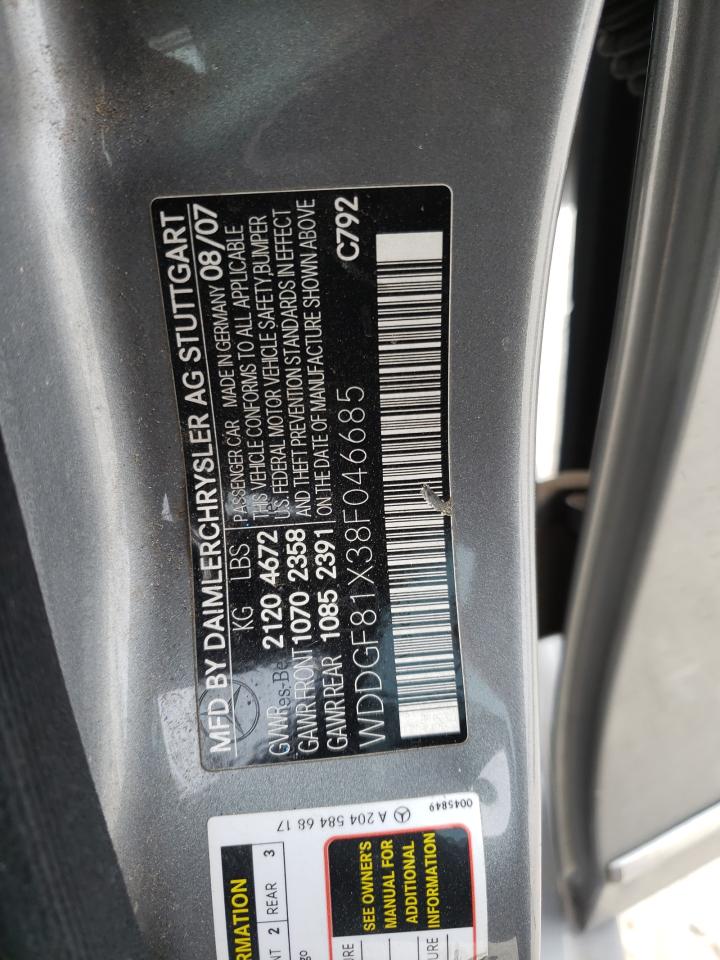 MFD BY DAIMLERCHRYSLER AG STUTTGART
KG LBS PASSENGER CAR MADE IN GERMANY 08/07
GVWR 2120 4672 THIS VEHICLE CONFORMS TO ALL APPLICABLE
U.S. FEDERAL MOTOR VEHICLE SAFETY,BUMPER
GAWR FRONT 1070 2358 AND THEFT PREVENTION STANDARDS IN EFFECT
GAWR REAR 1085 2391 ON THE DATE OF MANUFACTURE SHOWN ABOVE
C792
WDDGF81X38F046685
0045849
A 204 584 68 17
RMATION
NT 2 REAR 3
SEE OWNER'S
MANUAL FOR
ADDITIONAL
INFORMATION
URE
URE